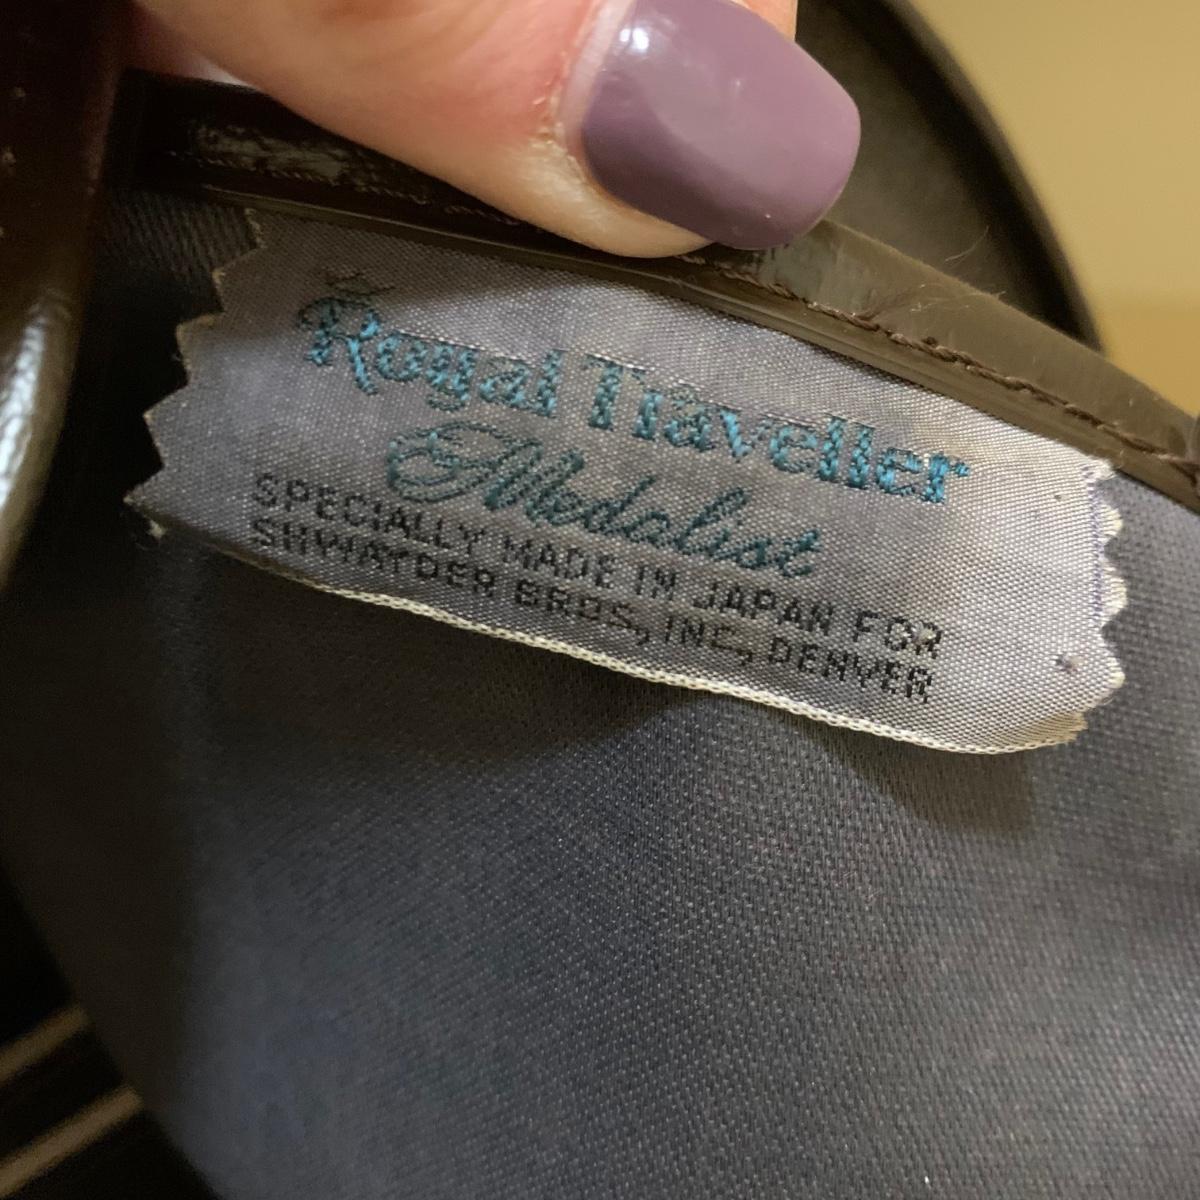 Royal Traveller
Medalist
SPECIALLY MADE IN JAPAN FOR
SHWAYDER BROS., INC., DENVER